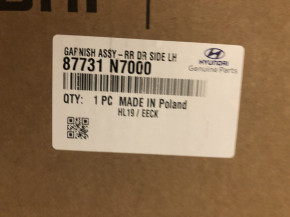 GARNISH ASSY-RR DR SIDE LH
87731 N7000
HYUNDAI
Genuine Parts
QTY: 1 PC MADE IN Poland
HL19 / EECK